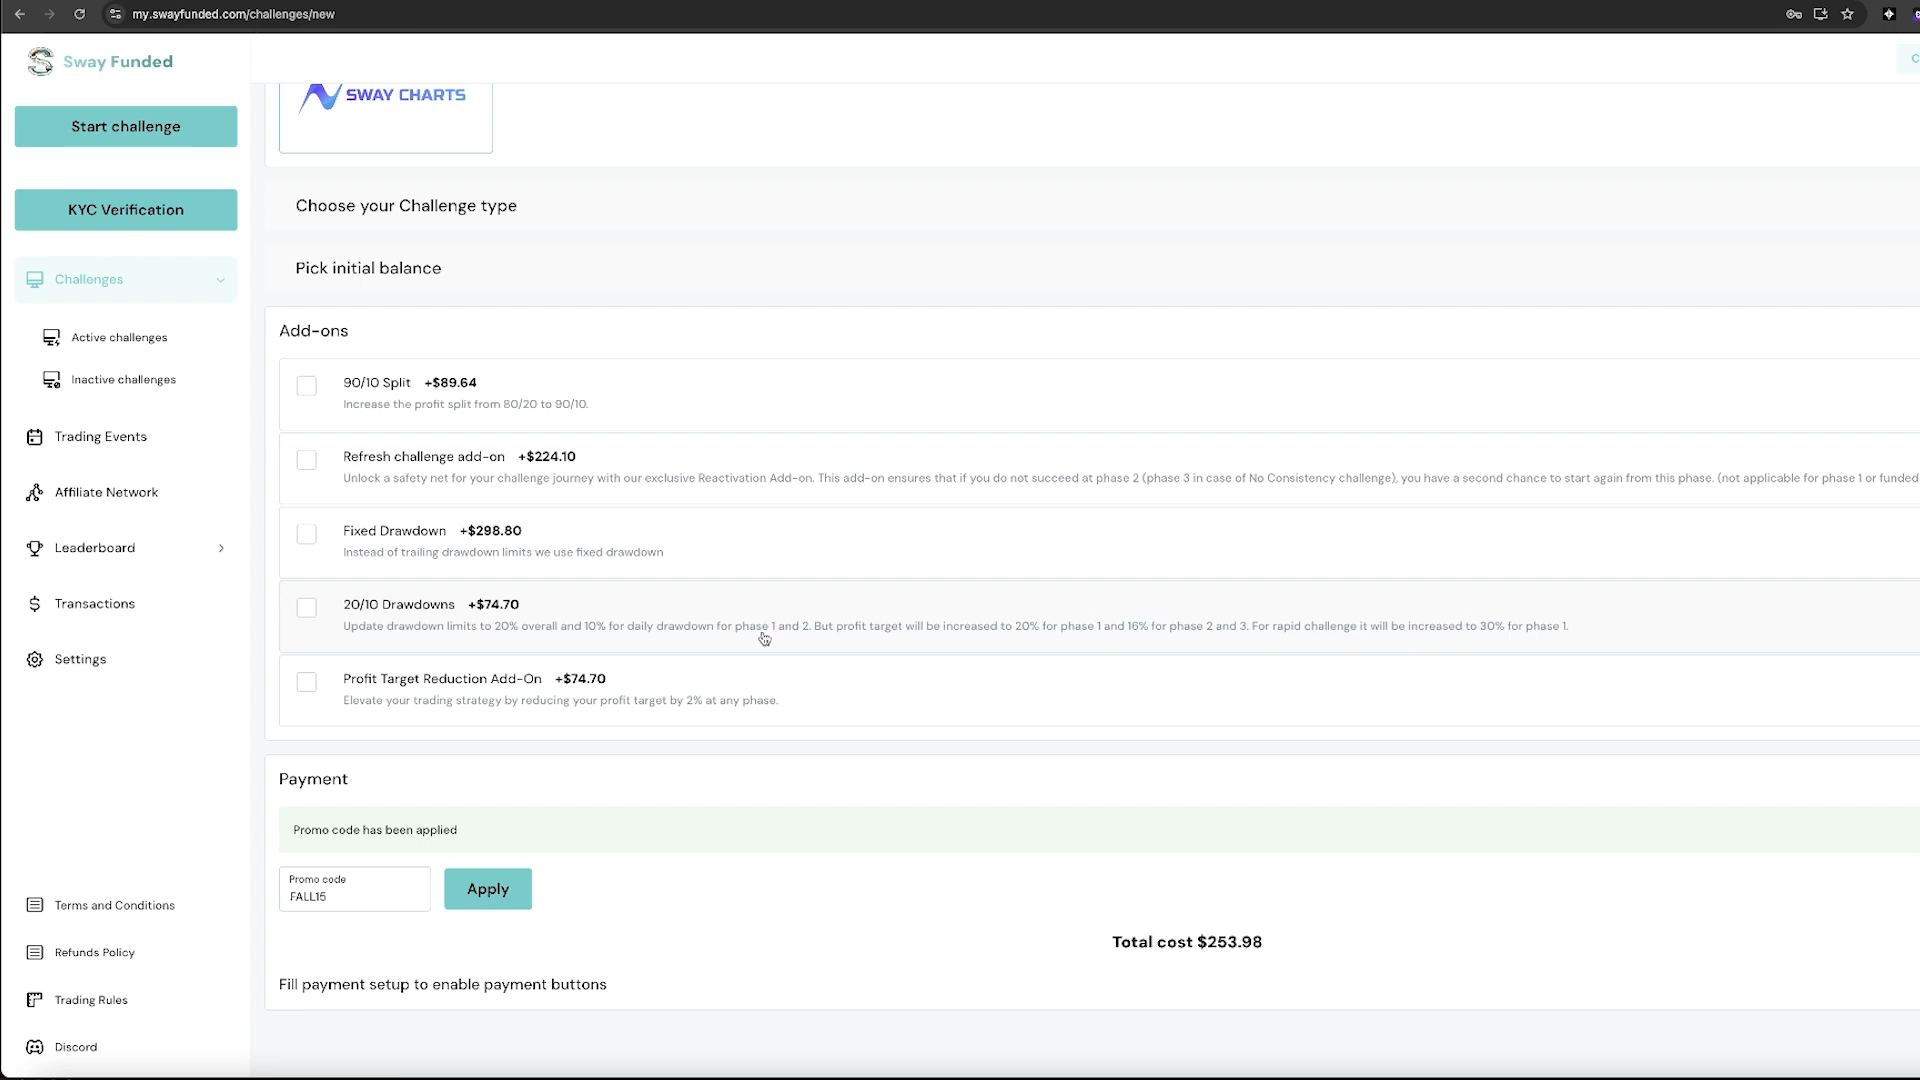 my.swayfunded.com/challenges/new
Sway Funded
Start challenge
KYC Verification
Challenges
Active challenges
Inactive challenges
Trading Events
Affiliate Network
Leaderboard
Transactions
Settings
Terms and Conditions
Refunds Policy
Trading Rules
Discord
SWAY CHARTS
Choose your Challenge type
Pick initial balance
Add-ons
90/10 Split +$89.64
Increase the profit split from 80/20 to 90/10.
Refresh challenge add-on +$224.10
Unlock a safety net for your challenge journey with our exclusive Reactivation Add-on. This add-on ensures that if you do not succeed at phase 2 (phase 3 in case of No Consistency challenge), you have a second chance to start again from this phase. (not applicable for phase 1 or funded
Fixed Drawdown +$298.80
Instead of trailing drawdown limits we use fixed drawdown
20/10 Drawdowns +$74.70
Update drawdown limits to 20% overall and 10% for daily drawdown for phase 1 and 2. But profit target will be increased to 20% for phase 1 and 16% for phase 2 and 3. For rapid challenge it will be increased to 30% for phase 1.
Profit Target Reduction Add-On +$74.70
Elevate your trading strategy by reducing your profit target by 2% at any phase.
Payment
Promo code has been applied
Promo code
FALL15
Apply
Total cost $253.98
Fill payment setup to enable payment buttons